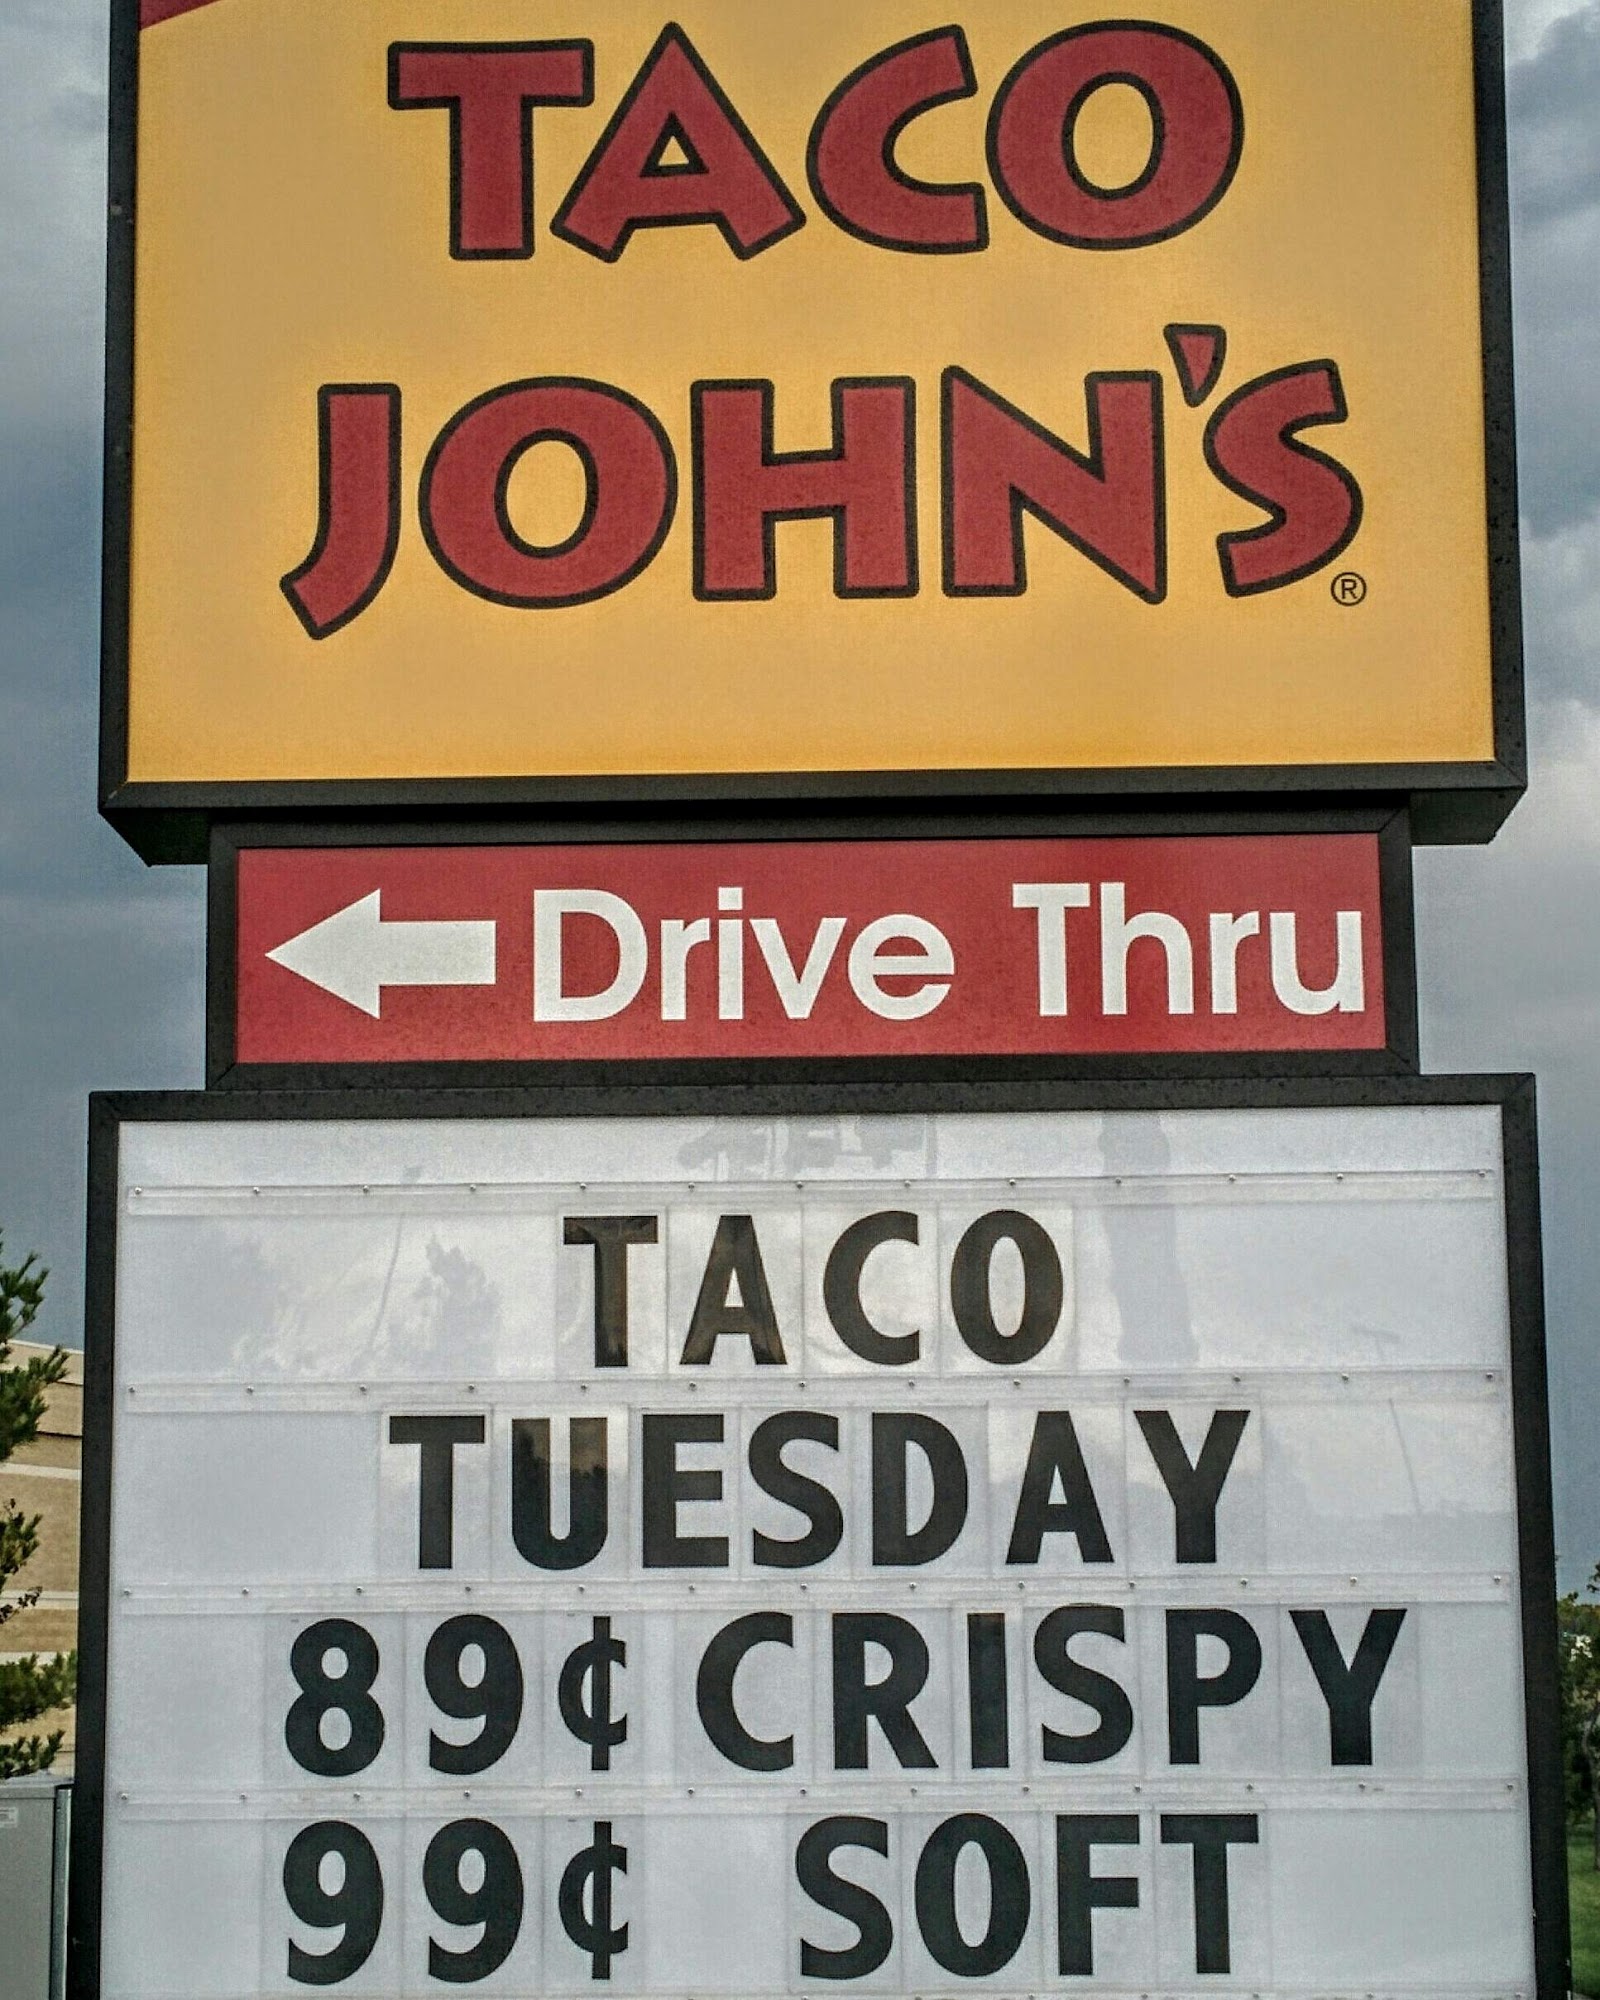 TACO
JOHN'S®
← Drive Thru
TACO
TUESDAY
89¢ CRISPY
99¢ SOFT